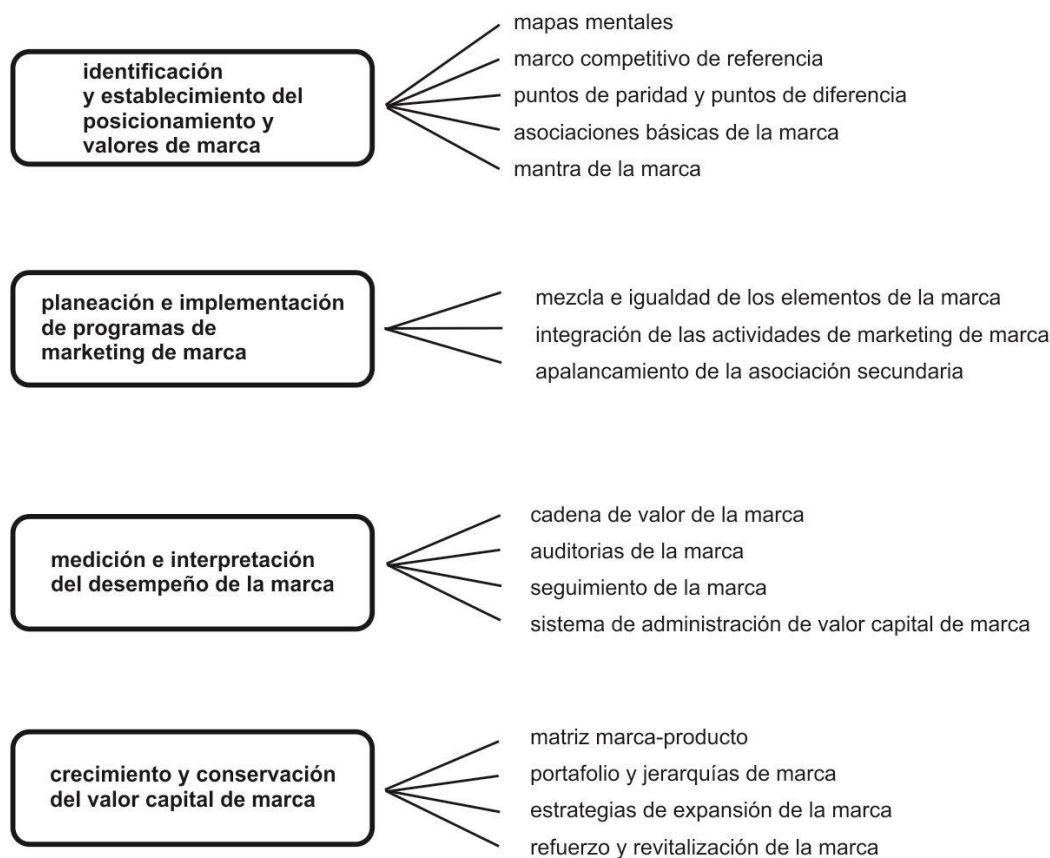 identificación
y establecimiento del
posicionamiento y
valores de marca
mapas mentales
marco competitivo de referencia
puntos de paridad y puntos de diferencia
asociaciones básicas de la marca
mantra de la marca
planeación e implementación
de programas de
marketing de marca
mezcla e igualdad de los elementos de la marca
integración de las actividades de marketing de marca
apalancamiento de la asociación secundaria
medición e interpretación
del desempeño de la marca
cadena de valor de la marca
auditorias de la marca
seguimiento de la marca
sistema de administración de valor capital de marca
crecimiento y conservación
del valor capital de marca
matriz marca-producto
portafolio y jerarquías de marca
estrategias de expansión de la marca
refuerzo y revitalización de la marca